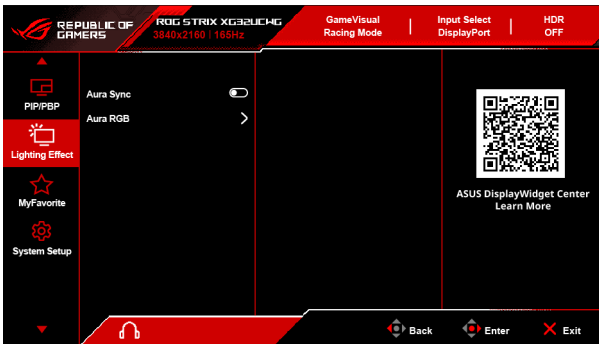 REPUBLIC OF
GAMERS
ROG STRIX XG32UCWG
3840x2160 | 165Hz
GameVisual
Racing Mode
Input Select
DisplayPort
HDR
OFF
PIP/PBP
Lighting Effect
MyFavorite
System Setup
Aura Sync
Aura RGB
ASUS DisplayWidget Center
Learn More
Back
Enter
Exit